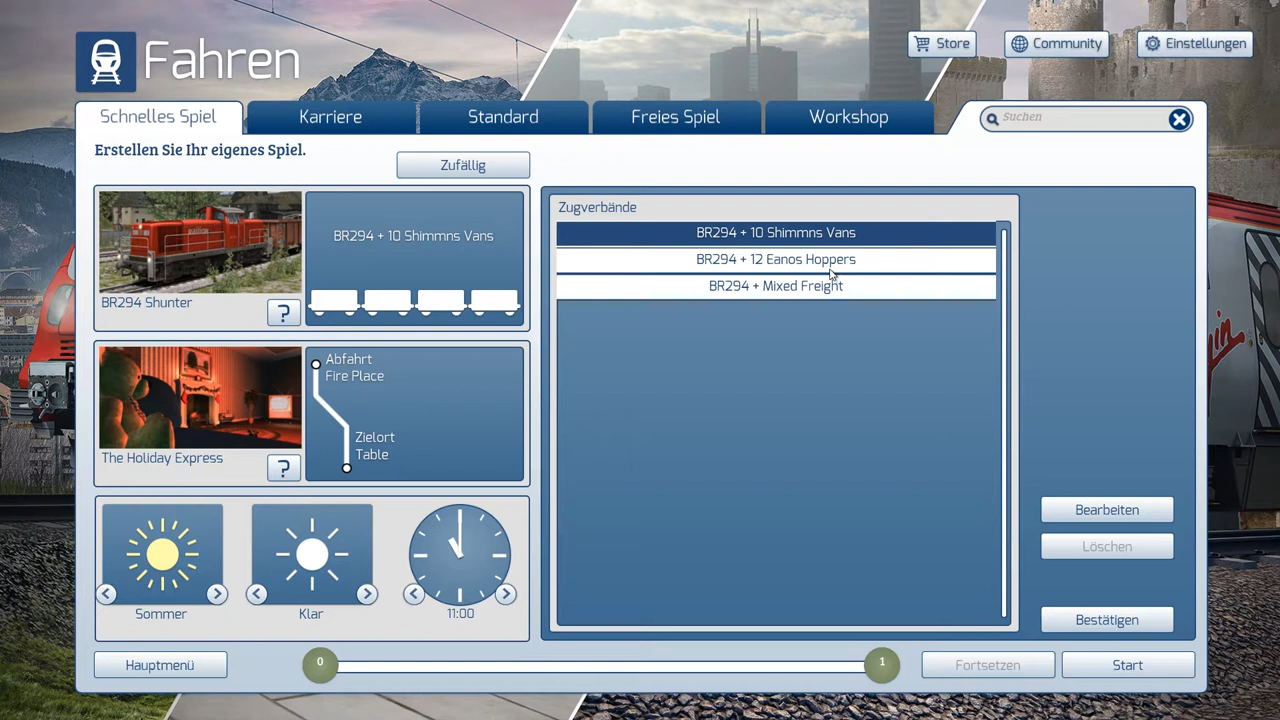 Fahren
Store
Community
Einstellungen
Schnelles Spiel
Karriere
Standard
Freies Spiel
Workshop
Suchen
Erstellen Sie Ihr eigenes Spiel.
Zufällig
BR294 + 10 Shimmns Vans
BR294 Shunter
?
Abfahrt
Fire Place
Zielort
Table
The Holiday Express
?
Sommer
Klar
11:00
Zugverbände
BR294 + 10 Shimmns Vans
BR294 + 12 Eanos Hoppers
BR294 + Mixed Freight
Bearbeiten
Löschen
Bestätigen
Hauptmenü
0
1
Fortsetzen
Start